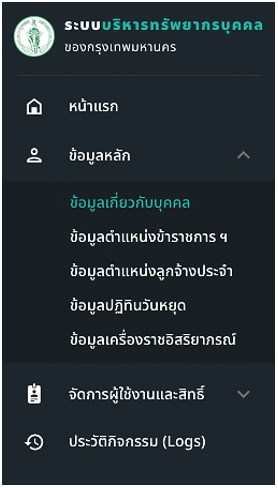 ระบบบริหารทรัพยากรบุคคล
ของกรุงเทพมหานคร
หน้าแรก
ข้อมูลหลัก
ข้อมูลเกี่ยวกับบุคคล
ข้อมูลตำแหน่งข้าราชการ ฯ
ข้อมูลตำแหน่งลูกจ้างประจำ
ข้อมูลปฏิทินวันหยุด
ข้อมูลเครื่องราชอิสริยาภรณ์
จัดการผู้ใช้งานและสิทธิ์
ประวัติกิจกรรม (Logs)